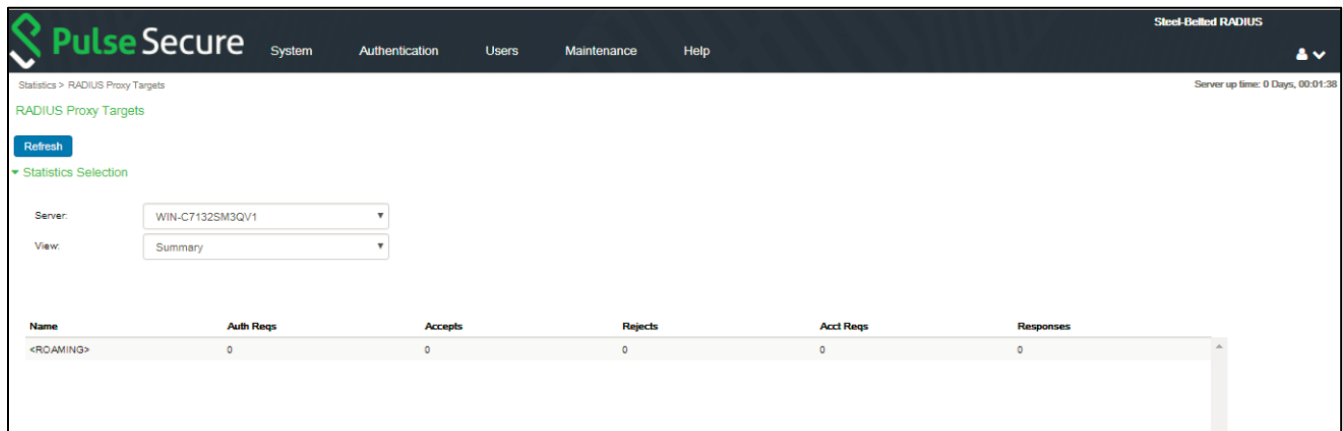 Steel-Belted RADIUS
Pulse Secure System Authentication Users Maintenance Help
Statistics > RADIUS Proxy Targets Server up time: 0 Days, 00:01:38
RADIUS Proxy Targets
Refresh
Statistics Selection
Server: WIN-C7132SM3QV1
View: Summary
Name Auth Reqs Accepts Rejects Acct Reqs Responses
<ROAMING> 0 0 0 0 0